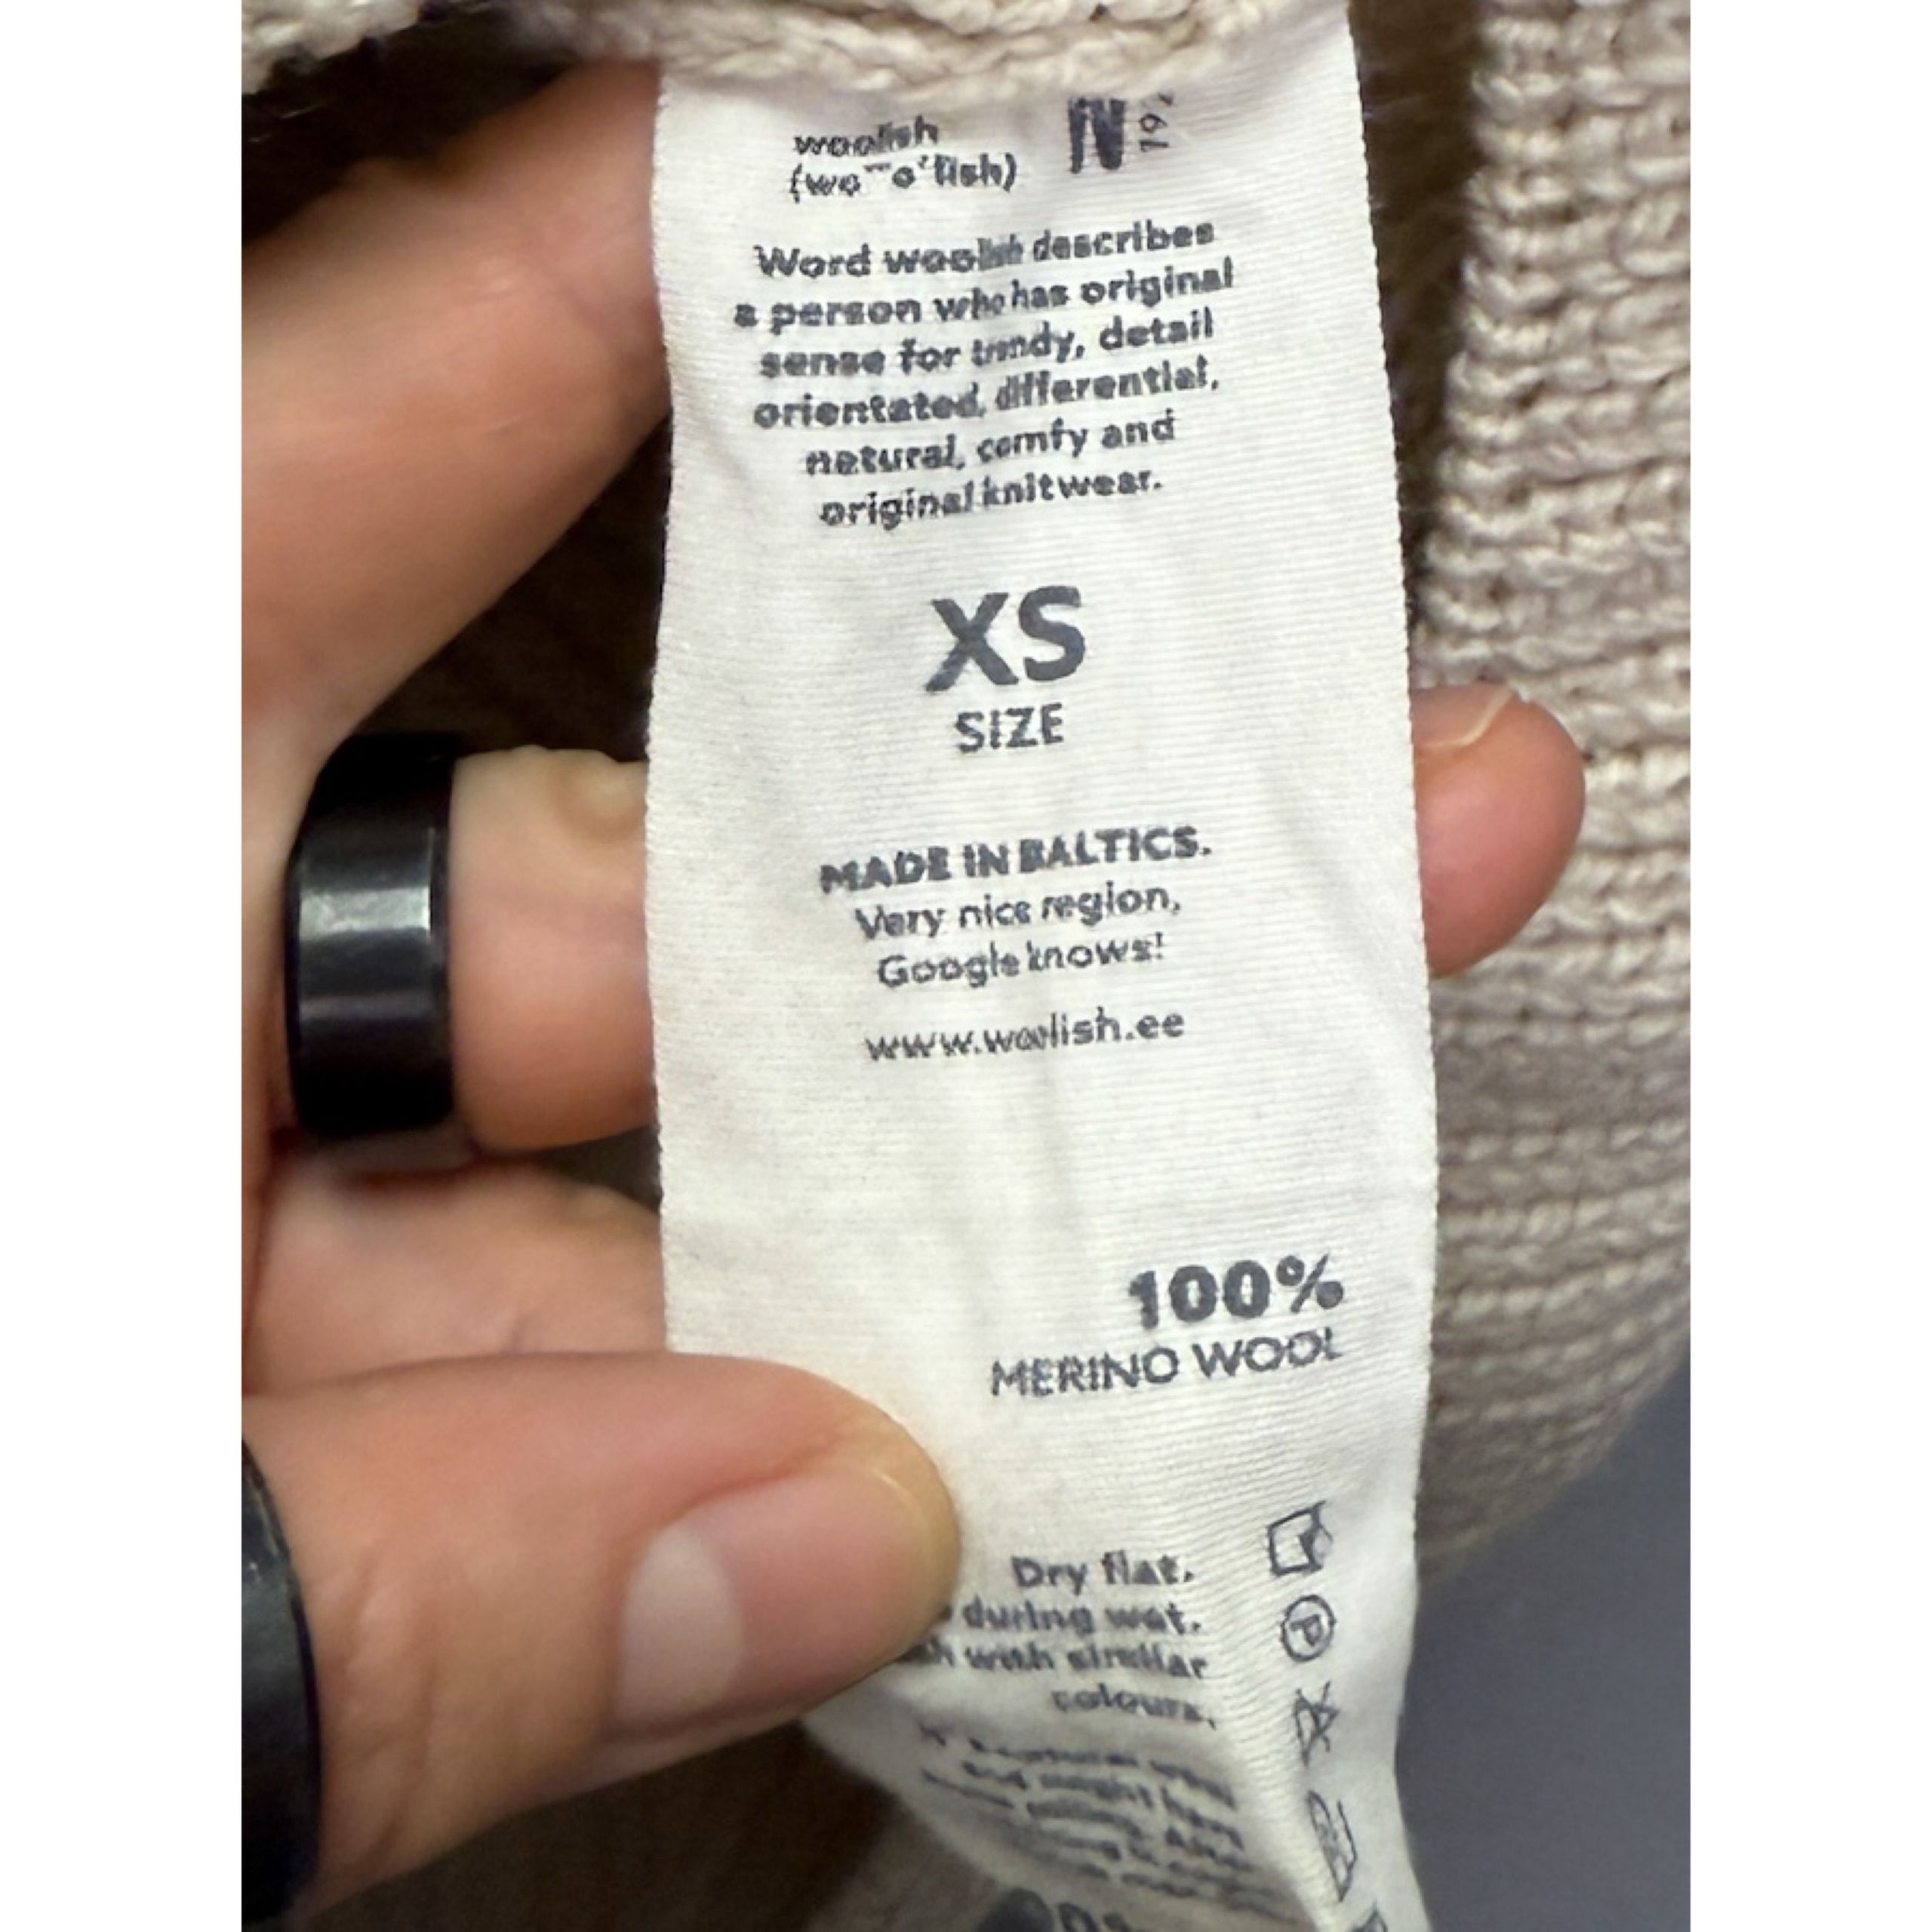 woolish
N
Word woolish describes
a person who has original
sense for trendy, detail
orientated, differential,
natural, comfy and
original knitwear.
XS
SIZE
MADE IN BALTICS.
Very nice region,
Google knows!
www.woolish.ee
100%
MERINO WOOL
Dry flat.
during wet.
with similar
colours.
P